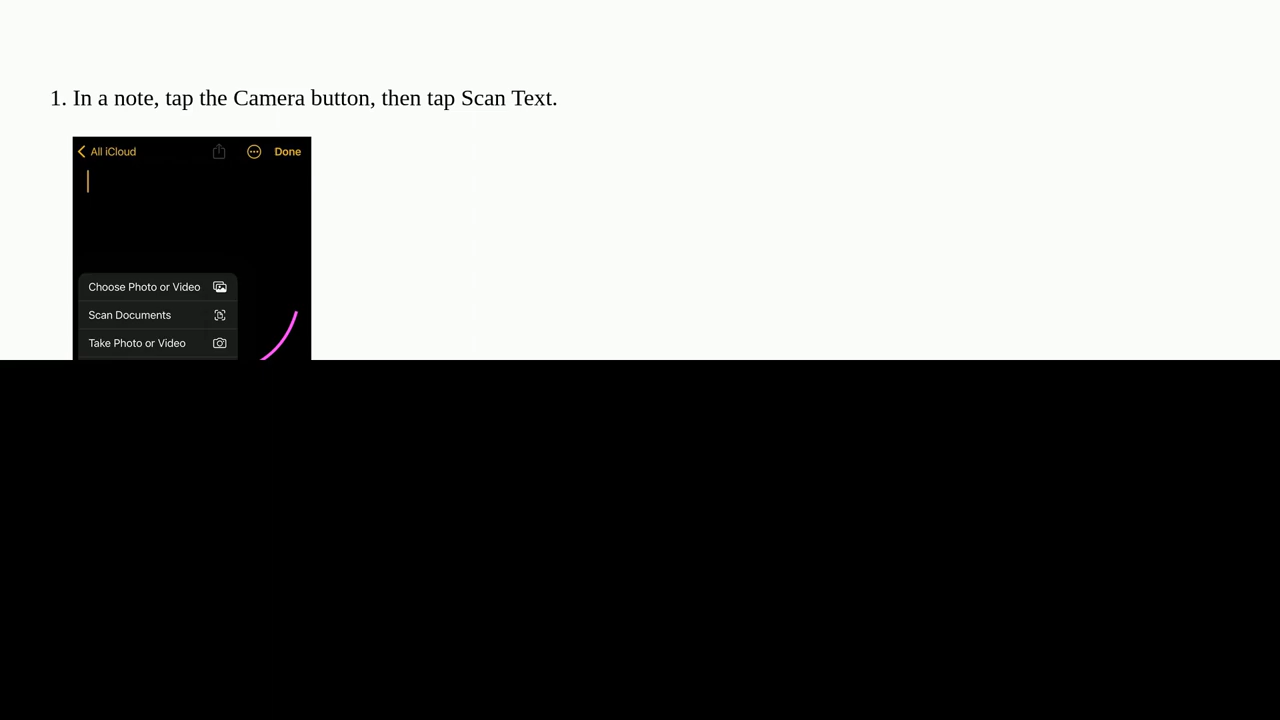 1. In a note, tap the Camera button, then tap Scan Text.
All iCloud Done
Choose Photo or Video
Scan Documents
Take Photo or Video